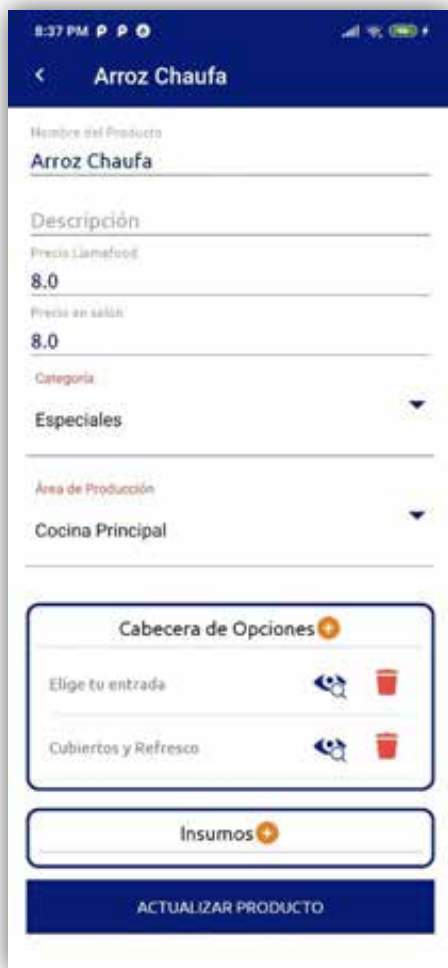 8:37 PM P P
Arroz Chaufa
Nombre del Producto
Arroz Chaufa
Descripción
Precio Llamafood
8.0
Precio en salón
8.0
Categoría
Especiales
Área de Producción
Cocina Principal
Cabecera de Opciones
Elige tu entrada
Cubiertos y Refresco
Insumos
ACTUALIZAR PRODUCTO